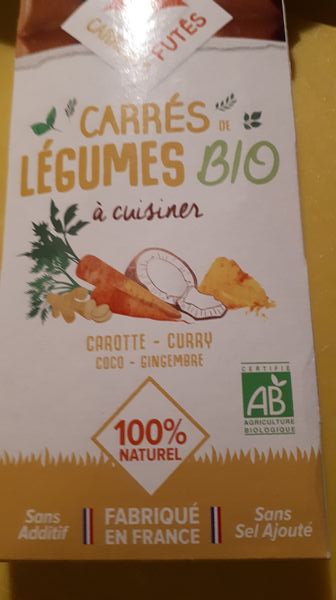 FUTÉS
CARRÉS DE
LÉGUMES BIO
à cuisiner
CAROTTE - CURRY
COCO - GINGEMBRE
CERTIFIÉ
AB
AGRICULTURE
BIOLOGIQUE
100%
NATUREL
Sans
Additif
FABRIQUÉ
EN FRANCE
Sans
Sel Ajouté